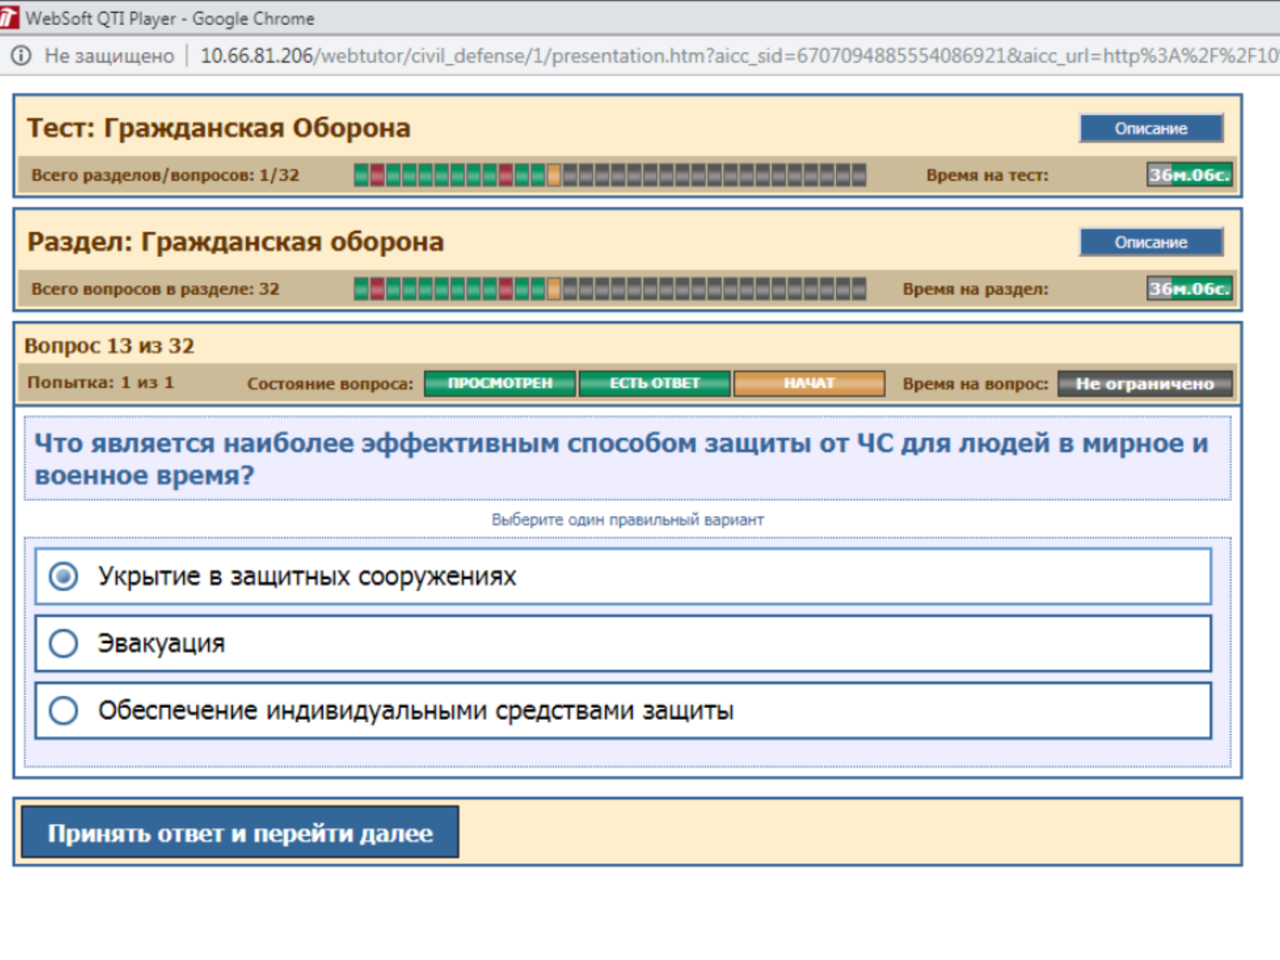 WebSoft QTI Player - Google Chrome
Не защищено | 10.66.81.206/webtutor/civil_defense/1/presentation.htm?aicc_sid=6707094885554086921&aicc_url=http%3A%2F%2F10
Тест: Гражданская Оборона
Описание
Всего разделов/вопросов: 1/32
Время на тест:
36м.06с.
Раздел: Гражданская оборона
Описание
Всего вопросов в разделе: 32
Время на раздел:
36м.06с.
Вопрос 13 из 32
Попытка: 1 из 1
Состояние вопроса:
ПРОСМОТРЕН
ЕСТЬ ОТВЕТ
НАЧАТ
Время на вопрос:
Не ограничено
Что является наиболее эффективным способом защиты от ЧС для людей в мирное и
военное время?
Выберите один правильный вариант
Укрытие в защитных сооружениях
Эвакуация
Обеспечение индивидуальными средствами защиты
Принять ответ и перейти далее